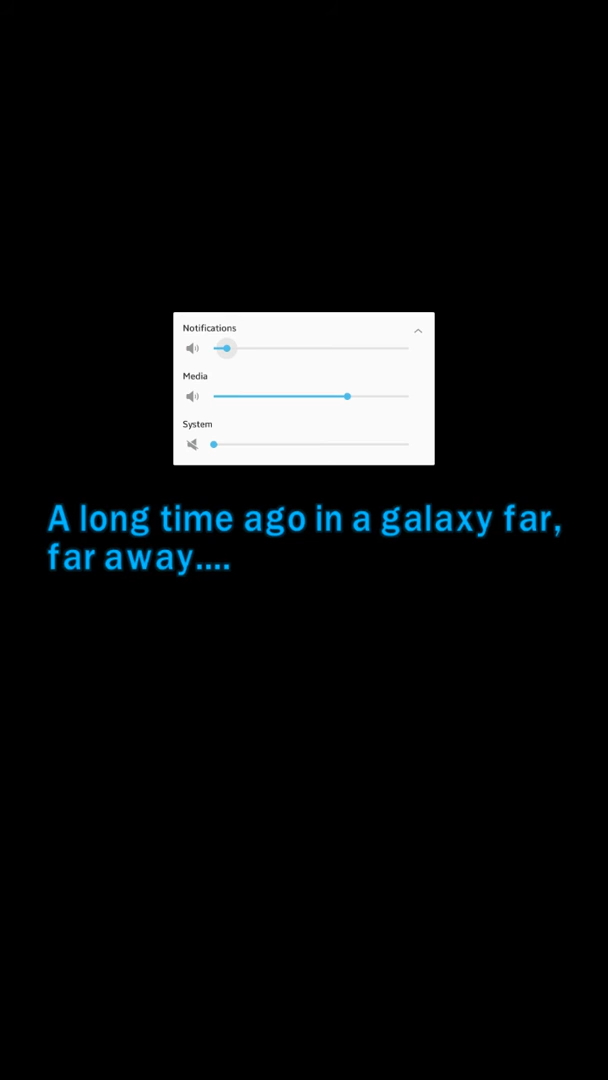 Notifications
Media
System
A long time ago in a galaxy far,
far away....